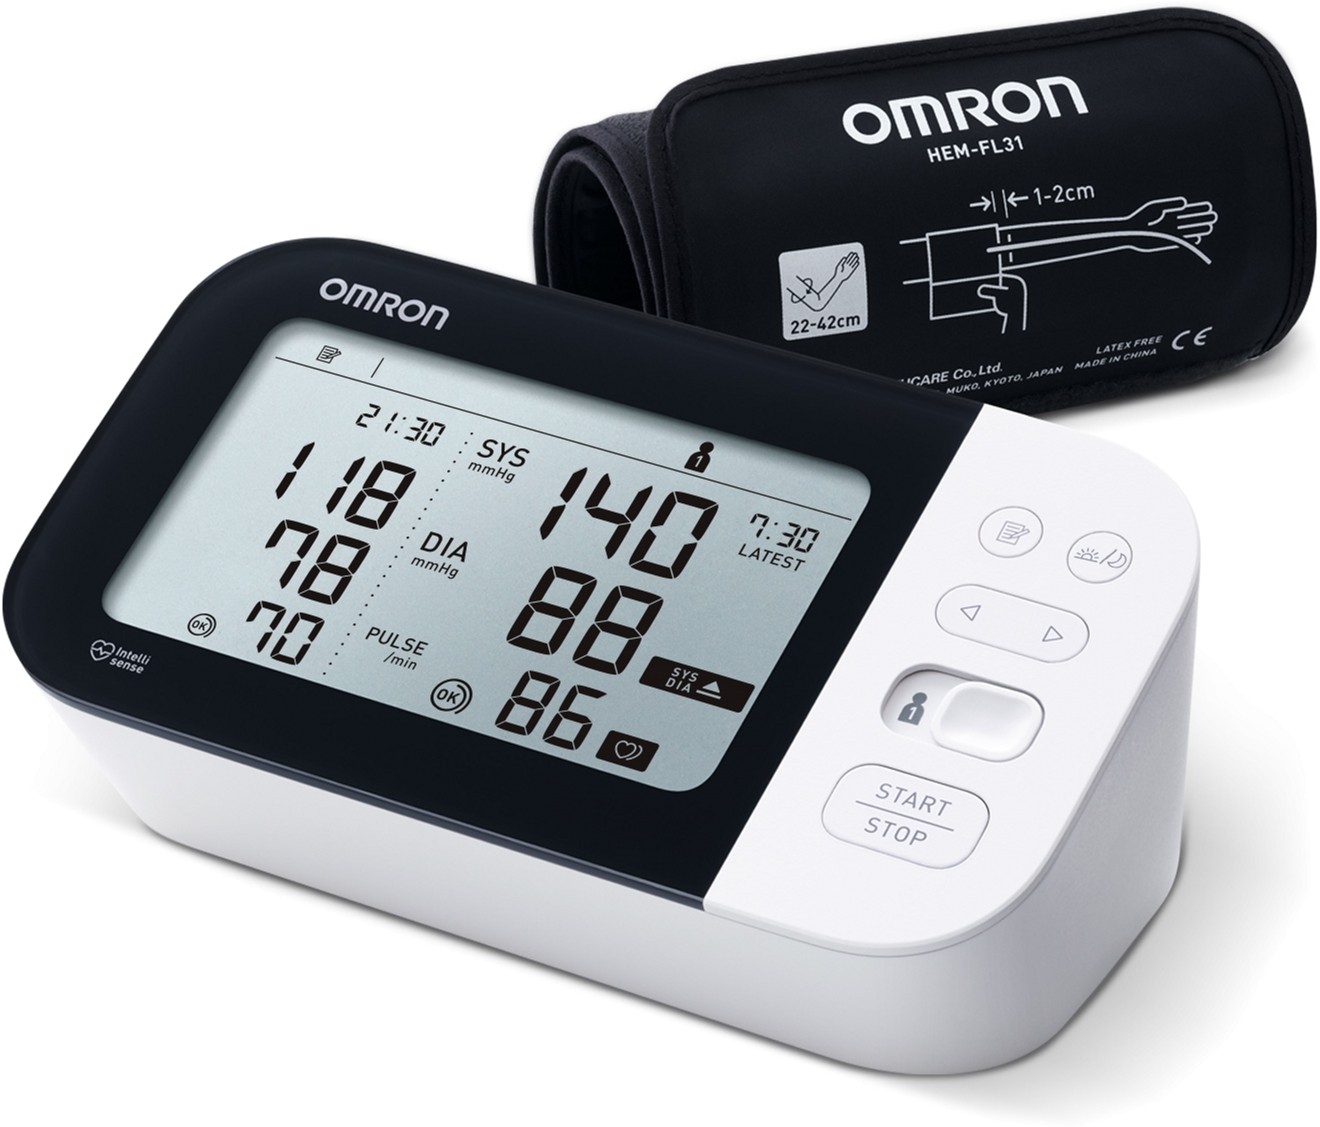 OMRON
HEM-FL31
1-2cm
22-42cm
LATEX FREE
MADE IN CHINA
CE
Co.,Ltd.
MUKO, KYOTO, JAPAN
OMRON
21:30
118
78
OK
70
SYS
mmHg
DIA
mmHg
PULSE
/min
OK
1
140
7:30
LATEST
88
SYS
DIA
86
Intelli
sense
1
START
STOP